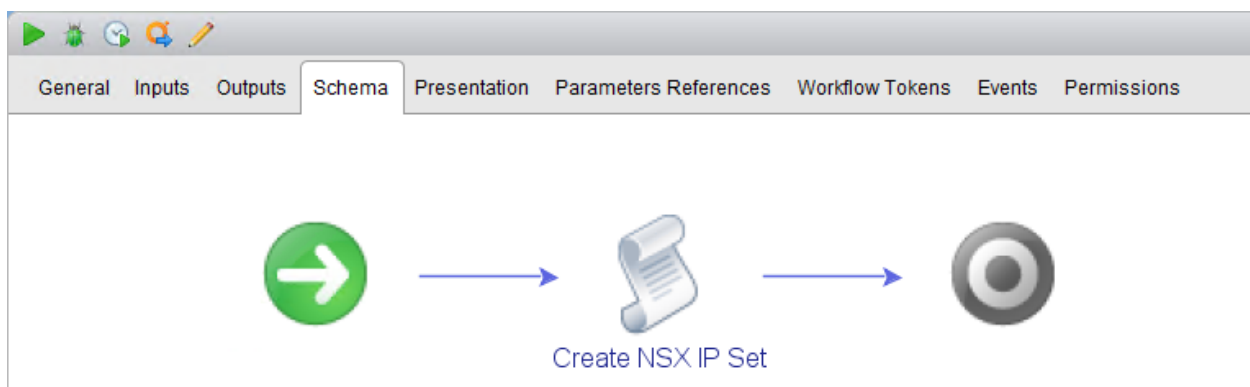 General Inputs Outputs Schema Presentation Parameters References Workflow Tokens Events Permissions
Create NSX IP Set